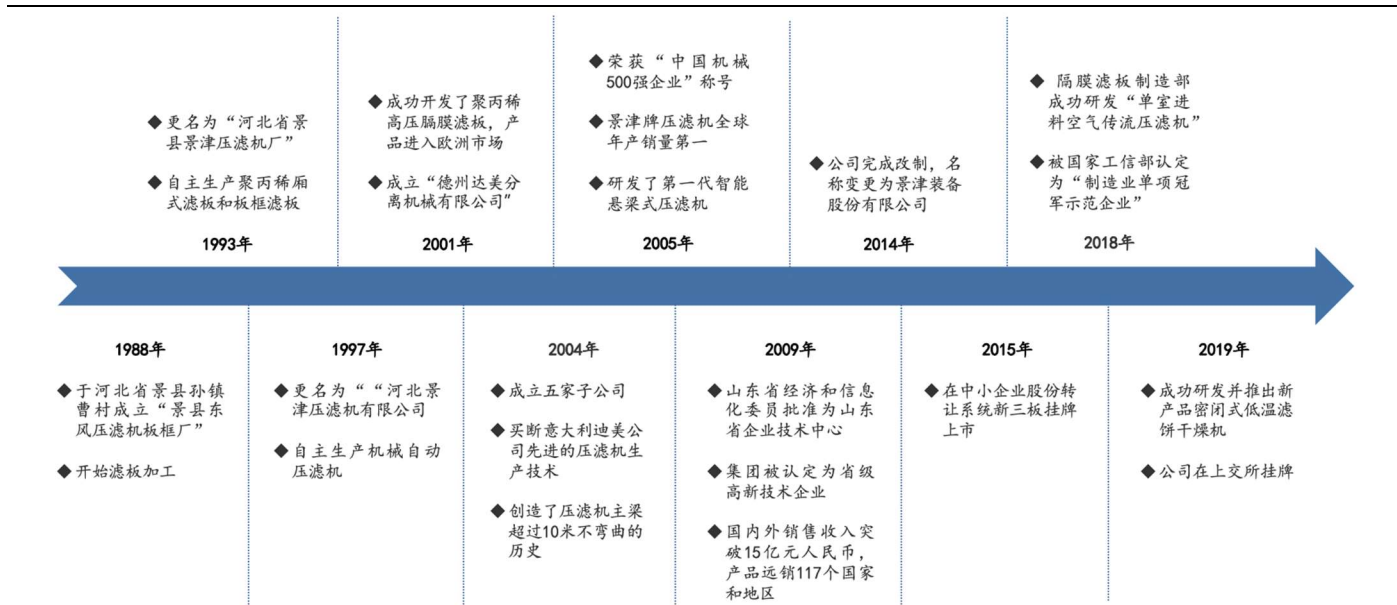 ◆更名为“河北省景
县景津压滤机厂”
◆自主生产聚丙稀厢
式滤板和板框滤板
1993年
◆成功开发了聚丙稀
高压膈膜滤板，产
品进入欧洲市场
◆成立“德州达美分
离机械有限公司”
2001年
◆荣获“中国机械
500强企业”称号
◆景津牌压滤机全球
年产销量第一
◆研发了第一代智能
悬梁式压滤机
2005年
◆公司完成改制，名
称变更为景津装备
股份有限公司
2014年
◆隔膜滤板制造部
成功研发“单室进
料空气传流压滤机”
◆被国家工信部认定
为“制造业单项冠
军示范企业”
2018年
1988年
◆于河北省景县孙镇
曹村成立“景县东
风压滤机板框厂”
◆开始滤板加工
1997年
◆更名为““河北景
津压滤机有限公司
◆自主生产机械自动
压滤机
2004年
◆成立五家子公司
◆买断意大利迪美公
司先进的压滤机生
产技术
◆创造了压滤机主梁
超过10米不弯曲的
历史
2009年
◆山东省经济和信息
化委员批准为山东
省企业技术中心
◆集团被认定为省级
高新技术企业
◆国内外销售收入突
破15亿元人民币，
产品远销117个国家
和地区
2015年
◆在中小企业股份转
让系统新三板挂牌
上市
2019年
◆成功研发并推出新
产品密闭式低温滤
饼干燥机
◆公司在上交所挂牌